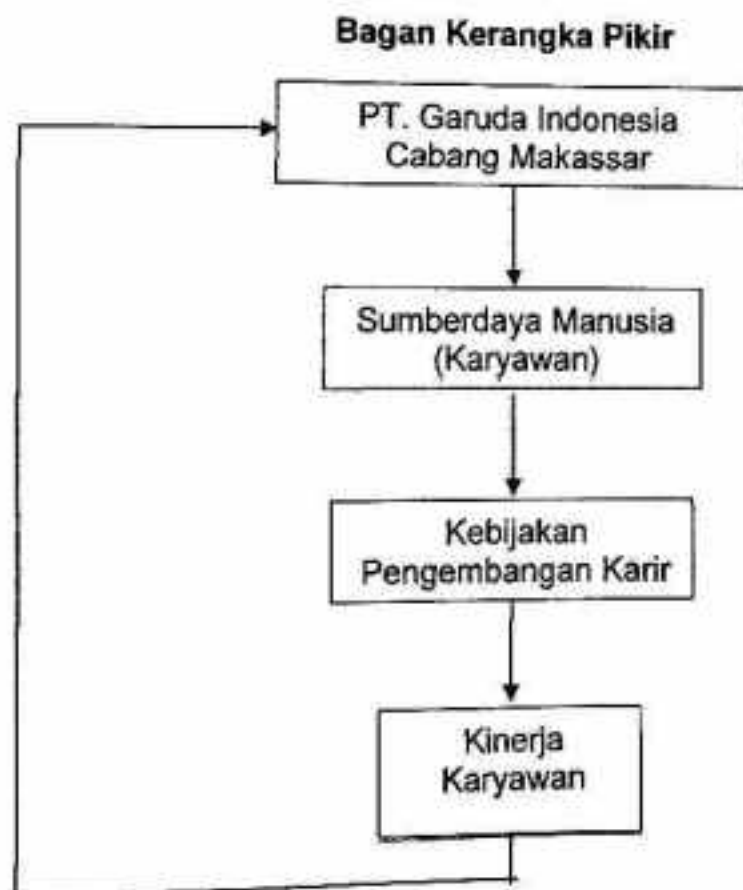 Bagan Kerangka Pikir
PT. Garuda Indonesia
Cabang Makassar
Sumberdaya Manusia
(Karyawan)
Kebijakan
Pengembangan Karir
Kinerja
Karyawan